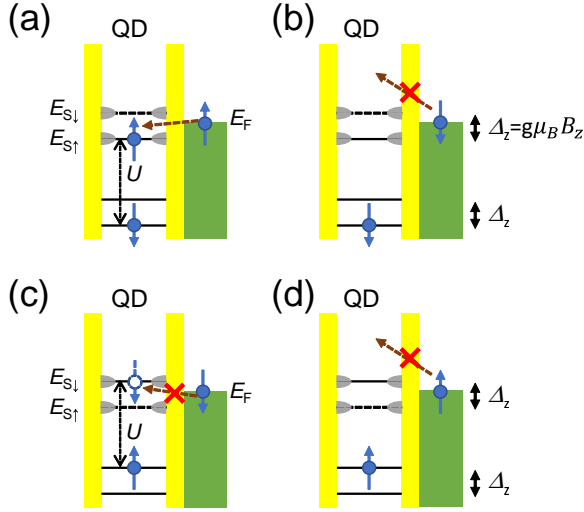 (a) QD
(b) QD
E_S↓
E_S↑
E_F
U
Δ_z=gμ_B B_z
Δ_z
(c) QD
(d) QD
E_S↓
E_S↑
E_F
U
Δ_z
Δ_z